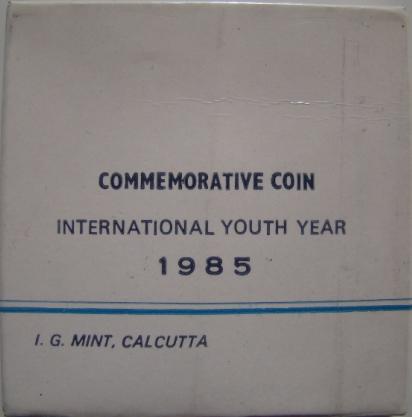 COMMEMORATIVE COIN
INTERNATIONAL YOUTH YEAR
1985
I. G. MINT, CALCUTTA